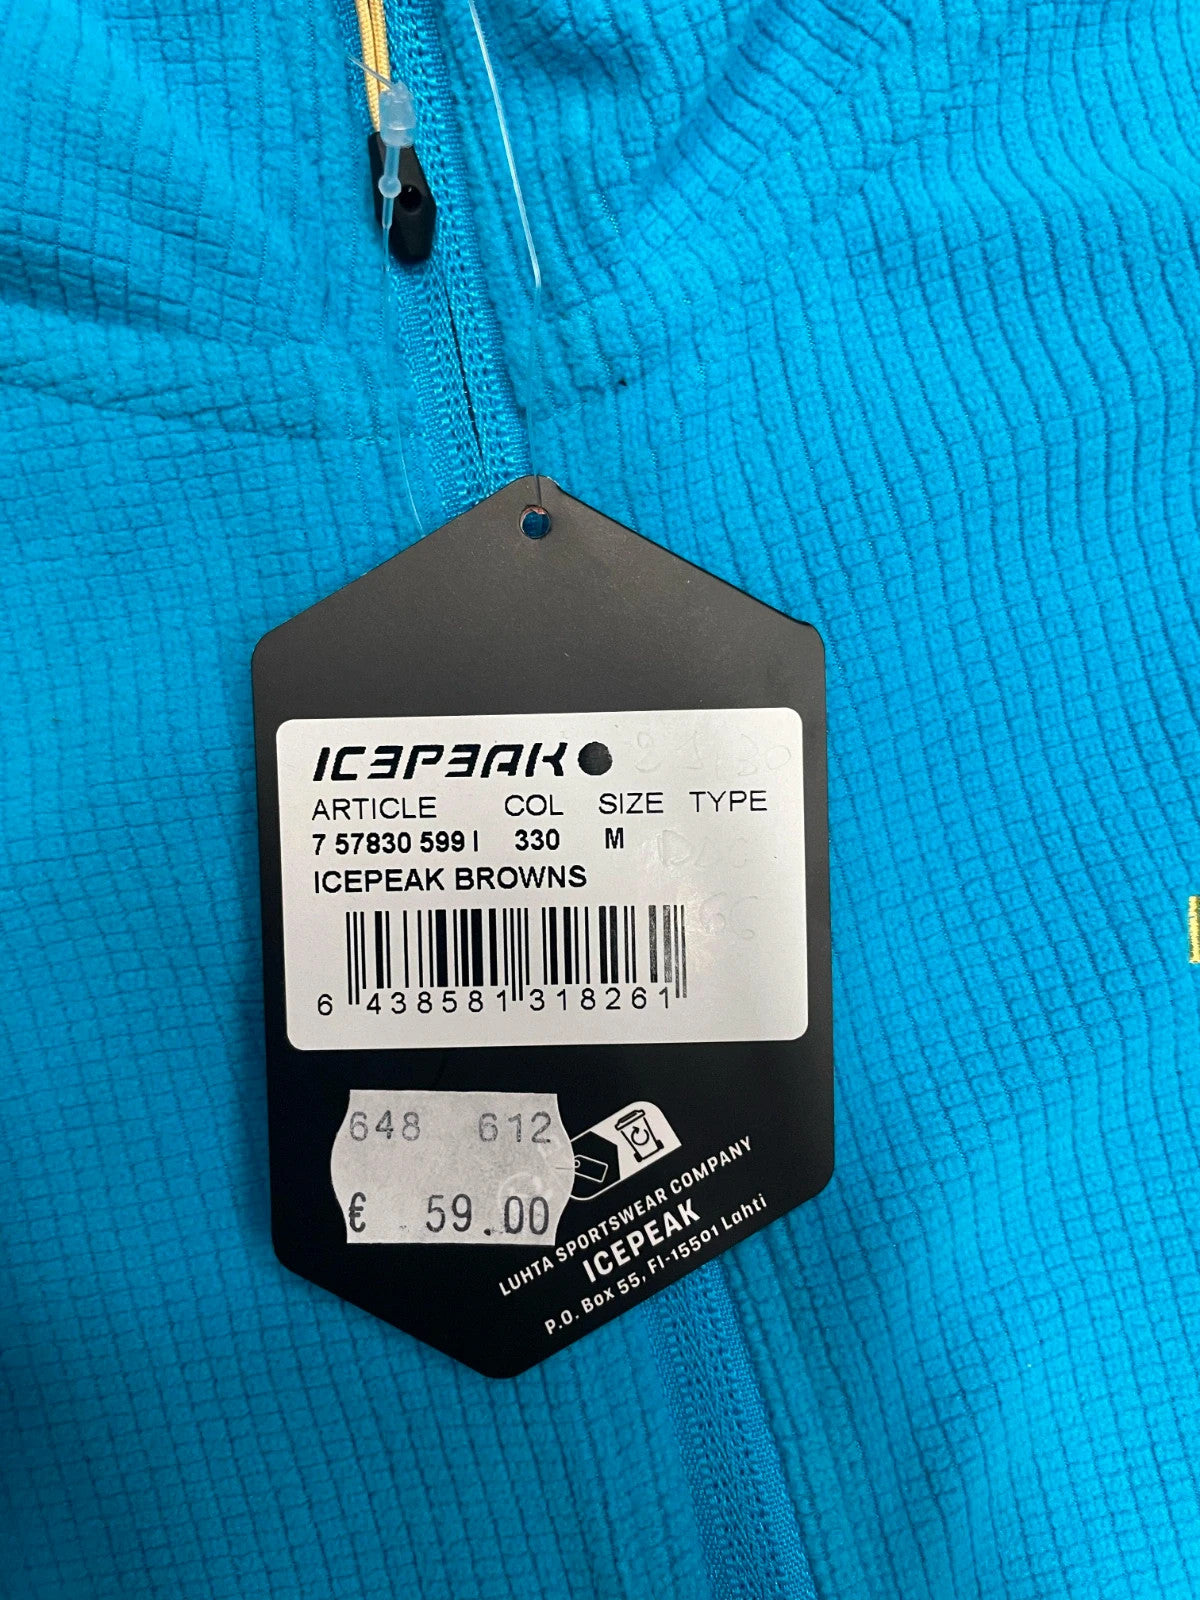 ICEPEAK
ARTICLE COL SIZE TYPE
7 57830 599 I 330 M
ICEPEAK BROWNS
6 438581 318261
648 612
€ 59.00
LUHTA SPORTSWEAR COMPANY
ICEPEAK
P.O. Box 55, FI-15501 Lahti